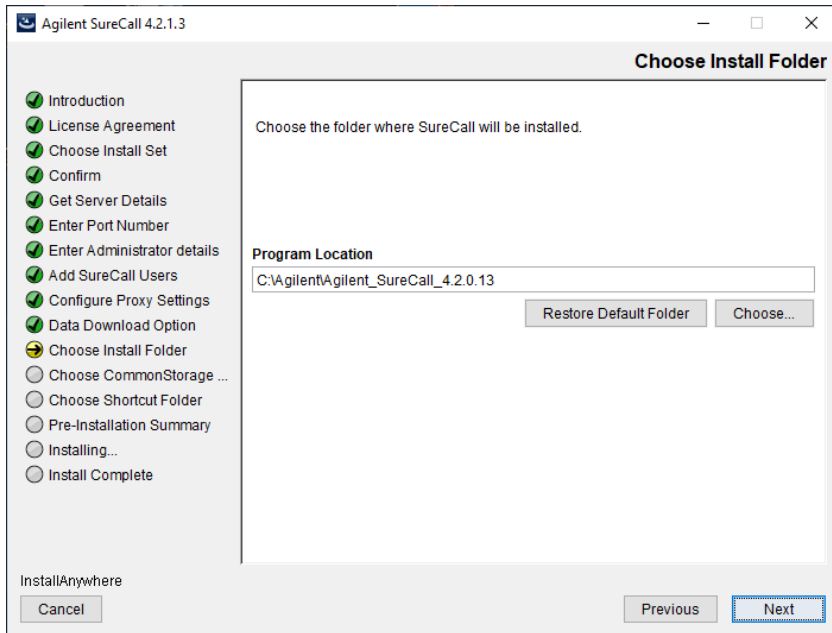 Agilent SureCall 4.2.1.3
Choose Install Folder
Introduction
License Agreement
Choose Install Set
Confirm
Get Server Details
Enter Port Number
Enter Administrator details
Add SureCall Users
Configure Proxy Settings
Data Download Option
Choose Install Folder
Choose CommonStorage ...
Choose Shortcut Folder
Pre-Installation Summary
Installing...
Install Complete
Choose the folder where SureCall will be installed.
Program Location
C:\Agilent\Agilent_SureCall_4.2.0.13
Restore Default Folder Choose...
InstallAnywhere
Cancel Previous Next